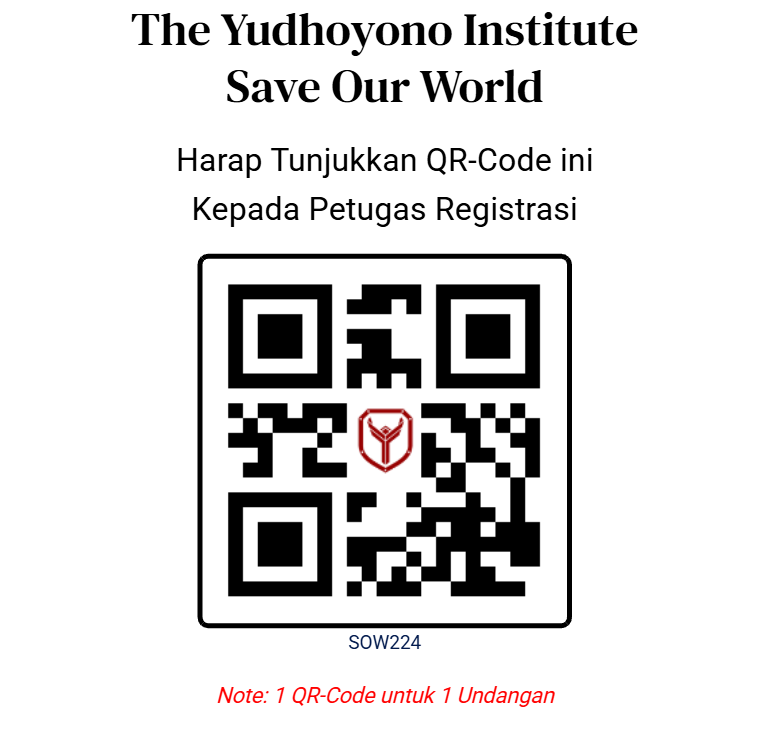 The Yudhoyono Institute
Save Our World
Harap Tunjukkan QR-Code ini
Kepada Petugas Registrasi
SOW224
Note: 1 QR-Code untuk 1 Undangan